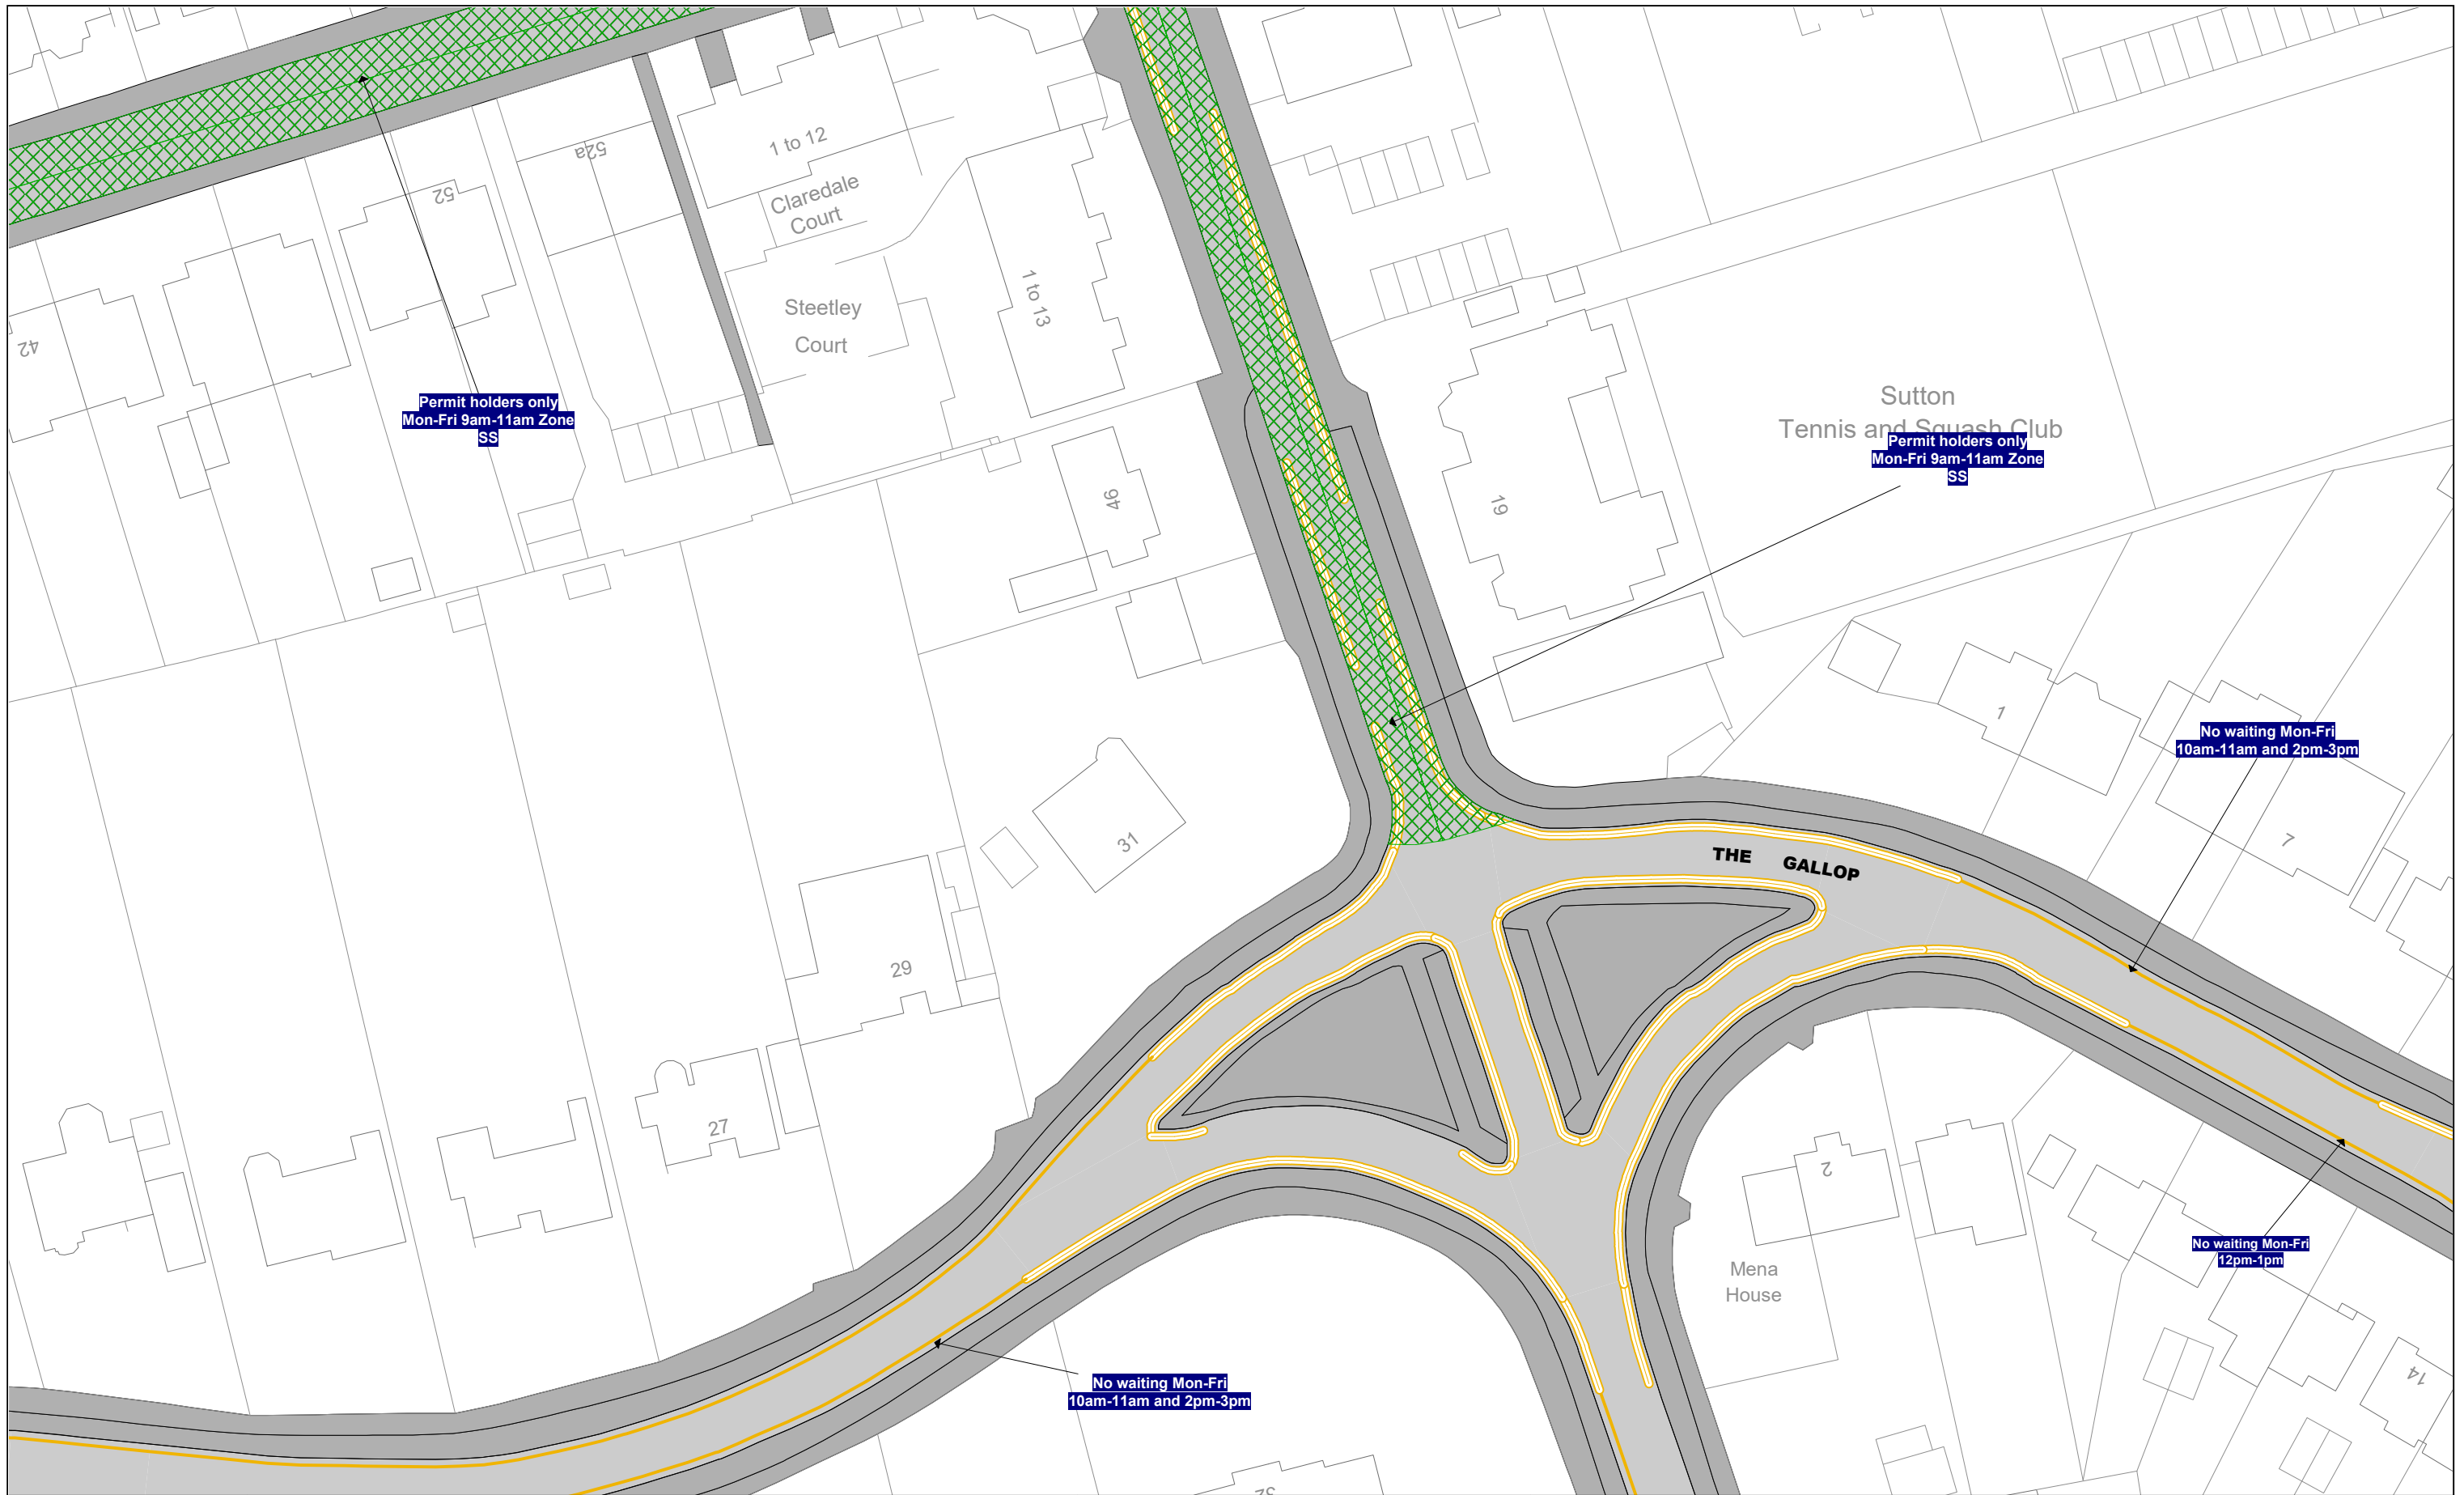 52a
1 to 12
52
Claredale
Court
1 to 13
Steetley
Court
42
Permit holders only
Mon-Fri 9am-11am Zone
SS
Sutton
Tennis and Squash Club
Permit holders only
Mon-Fri 9am-11am Zone
SS
46
19
1
No waiting Mon-Fri
10am-11am and 2pm-3pm
7
31
THE GALLOP
29
27
2
Mena
House
No waiting Mon-Fri
12pm-1pm
No waiting Mon-Fri
10am-11am and 2pm-3pm
14